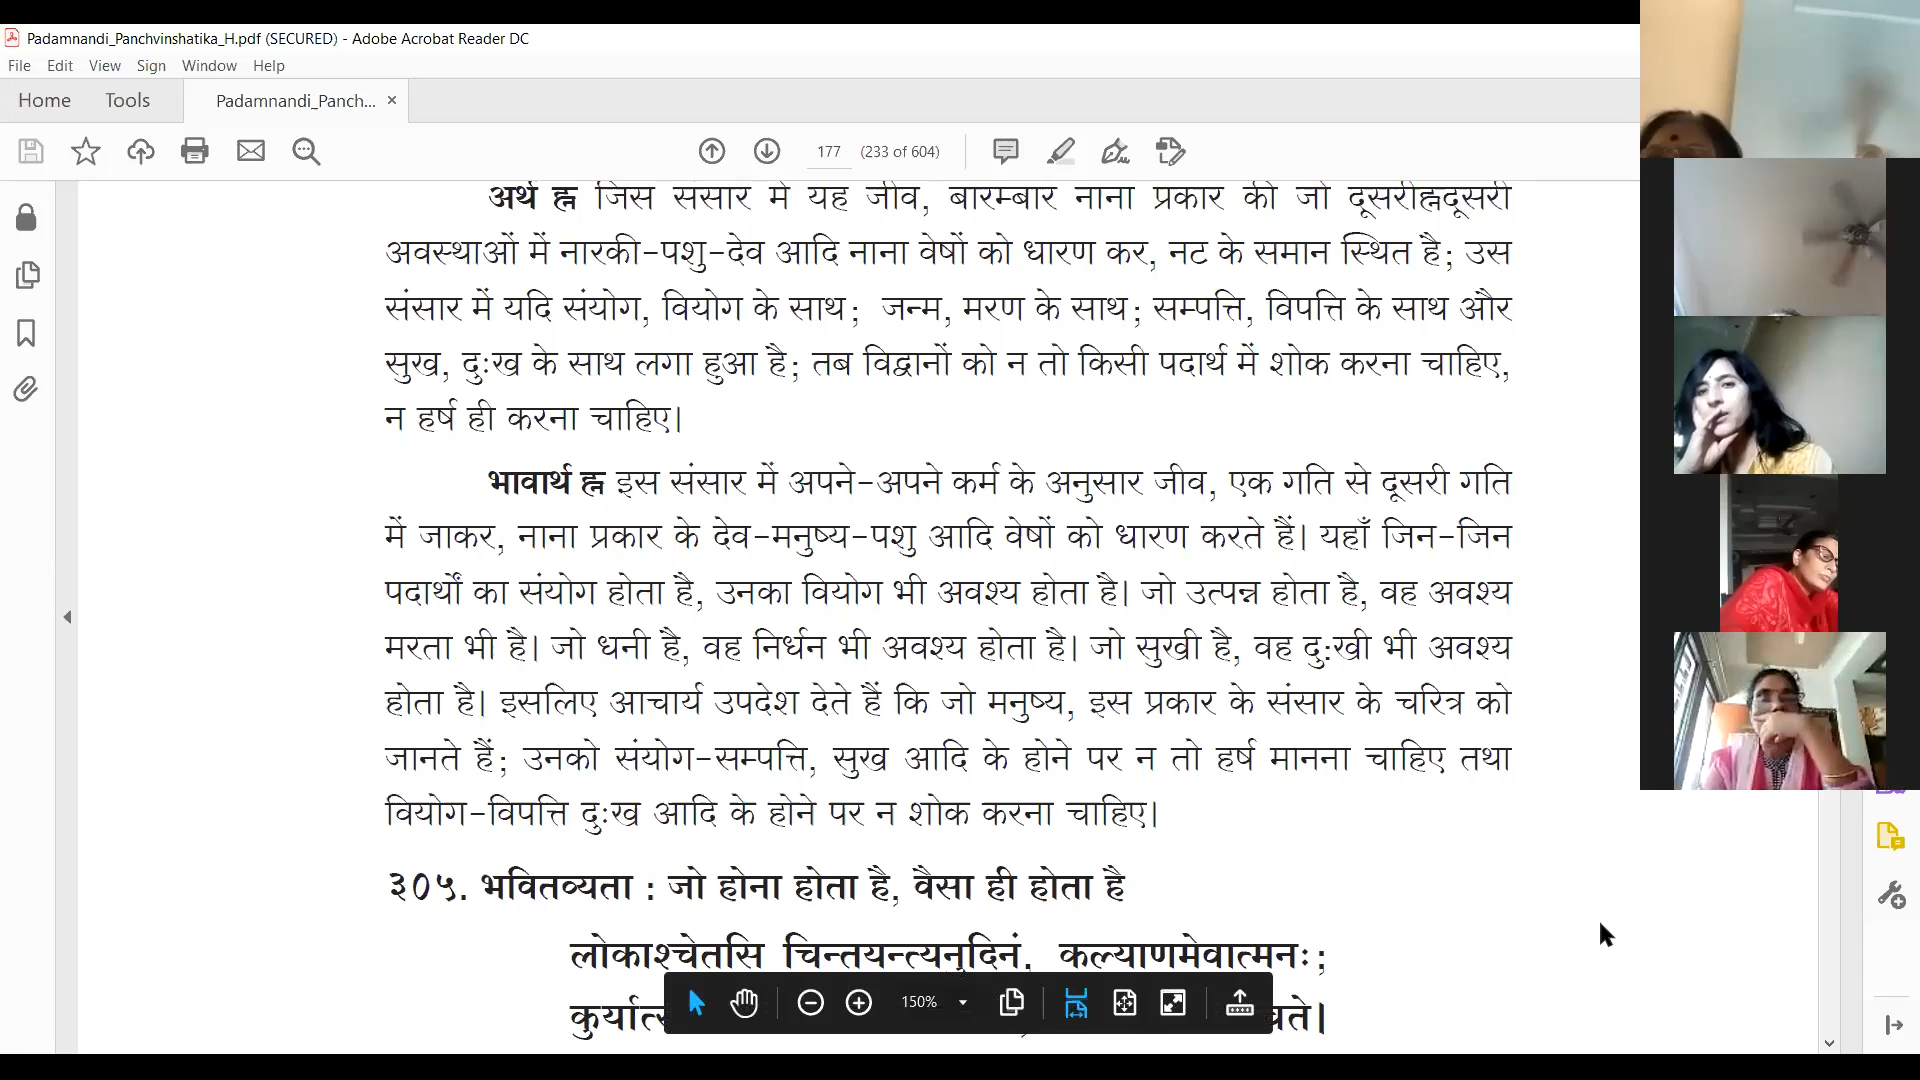 Padamnandi_Panchvinshatika_H.pdf (SECURED) - Adobe Acrobat Reader DC
File Edit View Sign Window Help
Home Tools Padamnandi_Panch... ×
177 (233 of 604)
अर्थ ह्न जिस संसार में यह जीव, बारम्बार नाना प्रकार की जो दूसरीह्नदूसरी
अवस्थाओं में नारकी-पशु-देव आदि नाना वेषों को धारण कर, नट के समान स्थित है; उस
संसार में यदि संयोग, वियोग के साथ; जन्म, मरण के साथ; सम्पत्ति, विपत्ति के साथ और
सुख, दुःख के साथ लगा हुआ है; तब विद्वानों को न तो किसी पदार्थ में शोक करना चाहिए,
न हर्ष ही करना चाहिए।
भावार्थ ह्न इस संसार में अपने-अपने कर्म के अनुसार जीव, एक गति से दूसरी गति
में जाकर, नाना प्रकार के देव-मनुष्य-पशु आदि वेषों को धारण करते हैं। यहाँ जिन-जिन
पदार्थों का संयोग होता है, उनका वियोग भी अवश्य होता है। जो उत्पन्न होता है, वह अवश्य
मरता भी है। जो धनी है, वह निर्धन भी अवश्य होता है। जो सुखी है, वह दुःखी भी अवश्य
होता है। इसलिए आचार्य उपदेश देते हैं कि जो मनुष्य, इस प्रकार के संसार के चरित्र को
जानते हैं; उनको संयोग-सम्पत्ति, सुख आदि के होने पर न तो हर्ष मानना चाहिए तथा
वियोग-विपत्ति दुःख आदि के होने पर न शोक करना चाहिए।
३०५. भवितव्यता : जो होना होता है, वैसा ही होता है
लोकाश्चेतसि चिन्तयन्त्यनुदिनं, कल्याणमेवात्मनः;
150%